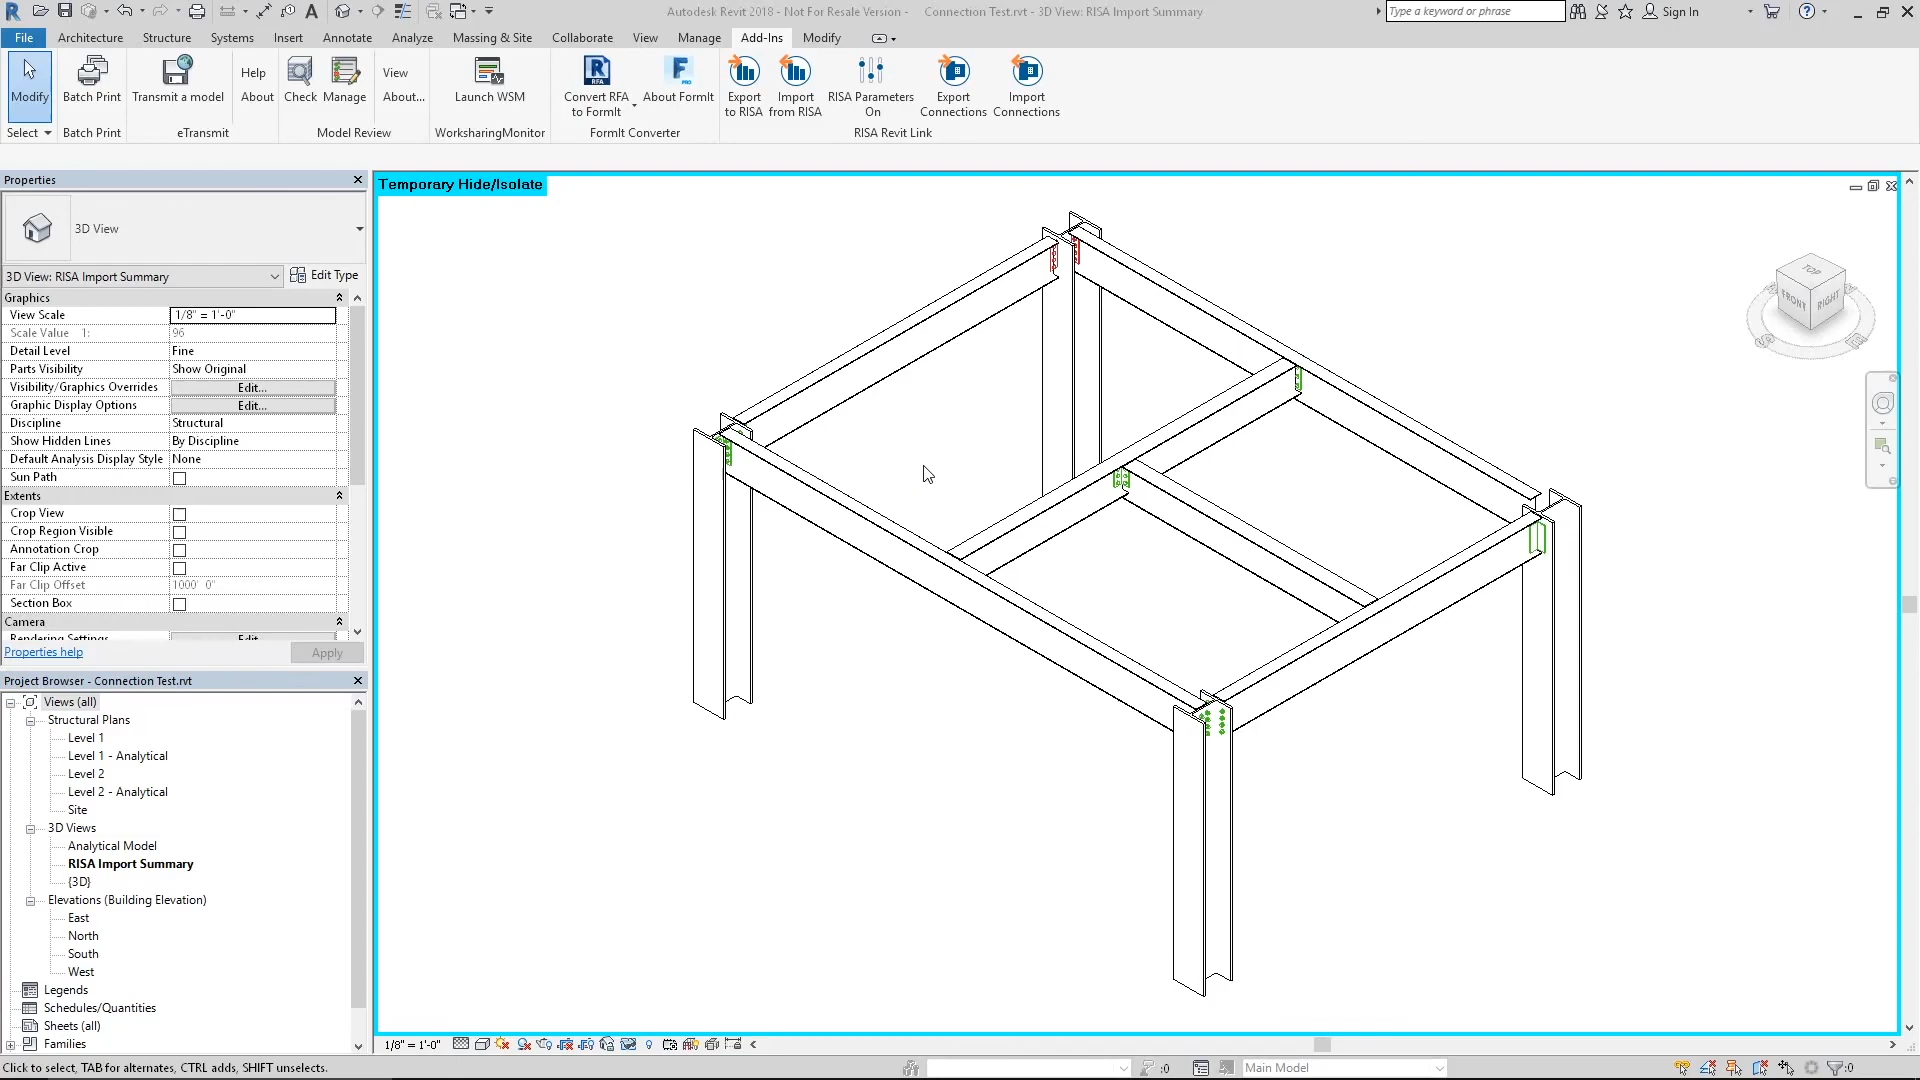 Autodesk Revit 2018 - Not For Resale Version - Connection Test.rvt - 3D View: RISA Import Summary
Type a keyword or phrase
Sign In
File Architecture Structure Systems Insert Annotate Analyze Massing & Site Collaborate View Manage Add-Ins Modify
Modify
Batch Print
Transmit a model
Help
About
Check
Manage
View
About...
Launch WSM
Convert RFA
to FormIt
About FormIt
Export
to RISA
Import
from RISA
RISA Parameters
On
Export
Connections
Import
Connections
Select Batch Print eTransmit Model Review WorksharingMonitor FormIt Converter RISA Revit Link
Properties
3D View
3D View: RISA Import Summary Edit Type
Graphics
View Scale 1/8" = 1'-0"
Scale Value 1: 96
Detail Level Fine
Parts Visibility Show Original
Visibility/Graphics Overrides Edit...
Graphic Display Options Edit...
Discipline Structural
Show Hidden Lines By Discipline
Default Analysis Display Style None
Sun Path
Extents
Crop View
Crop Region Visible
Annotation Crop
Far Clip Active
Far Clip Offset 1000' 0"
Section Box
Camera
Rendering Settings Edit...
Properties help Apply
Project Browser - Connection Test.rvt
Views (all)
Structural Plans
Level 1
Level 1 - Analytical
Level 2
Level 2 - Analytical
Site
3D Views
Analytical Model
RISA Import Summary
{3D}
Elevations (Building Elevation)
East
North
South
West
Legends
Schedules/Quantities
Sheets (all)
Families
Temporary Hide/Isolate
TOP
FRONT
RIGHT
1/8" = 1'-0"
Click to select, TAB for alternates, CTRL adds, SHIFT unselects.
:0
Main Model
:0